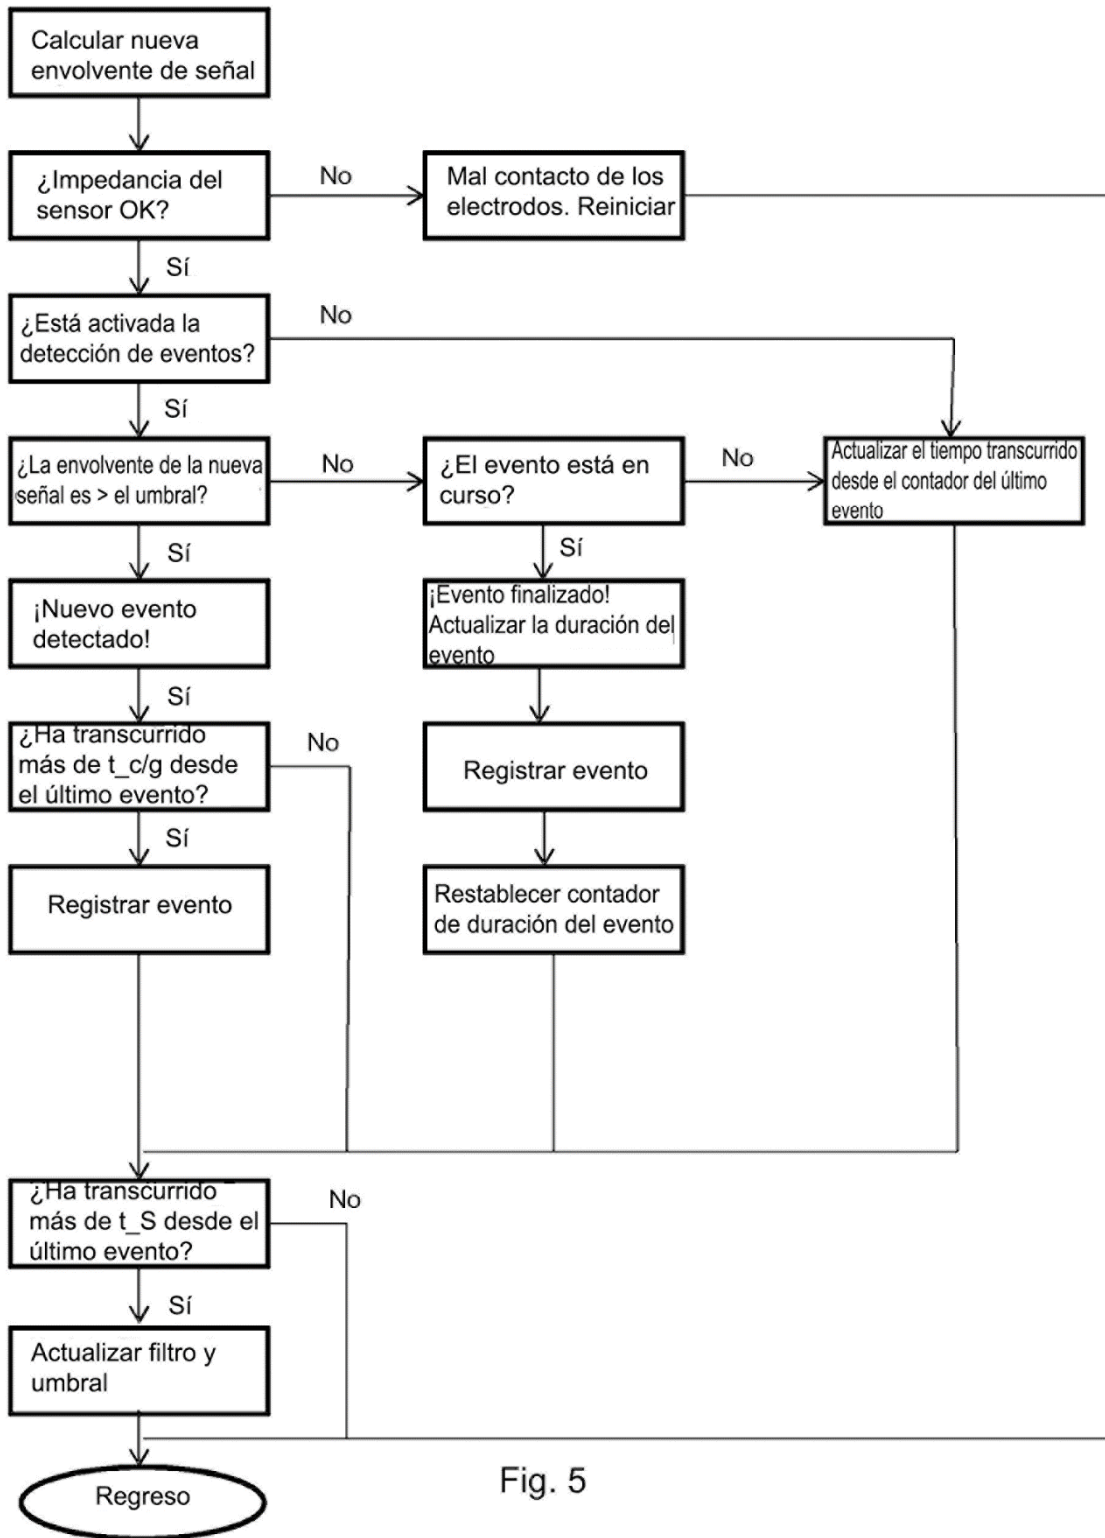 Calcular nueva
envolvente de señal
¿Impedancia del
sensor OK?
No
Mal contacto de los
electrodos. Reiniciar
Sí
¿Está activada la
detección de eventos?
No
Sí
¿La envolvente de la nueva
señal es > el umbral?
No
¿El evento está en
curso?
No
Actualizar el tiempo transcurrido
desde el contador del último
evento
Sí
Sí
¡Nuevo evento
detectado!
¡Evento finalizado!
Actualizar la duración del
evento
Sí
¿Ha transcurrido
más de t_c/g desde
el último evento?
No
Registrar evento
Sí
Registrar evento
Restablecer contador
de duración del evento
¿Ha transcurrido
más de t_S desde el
último evento?
No
Sí
Actualizar filtro y
umbral
Regreso
Fig. 5